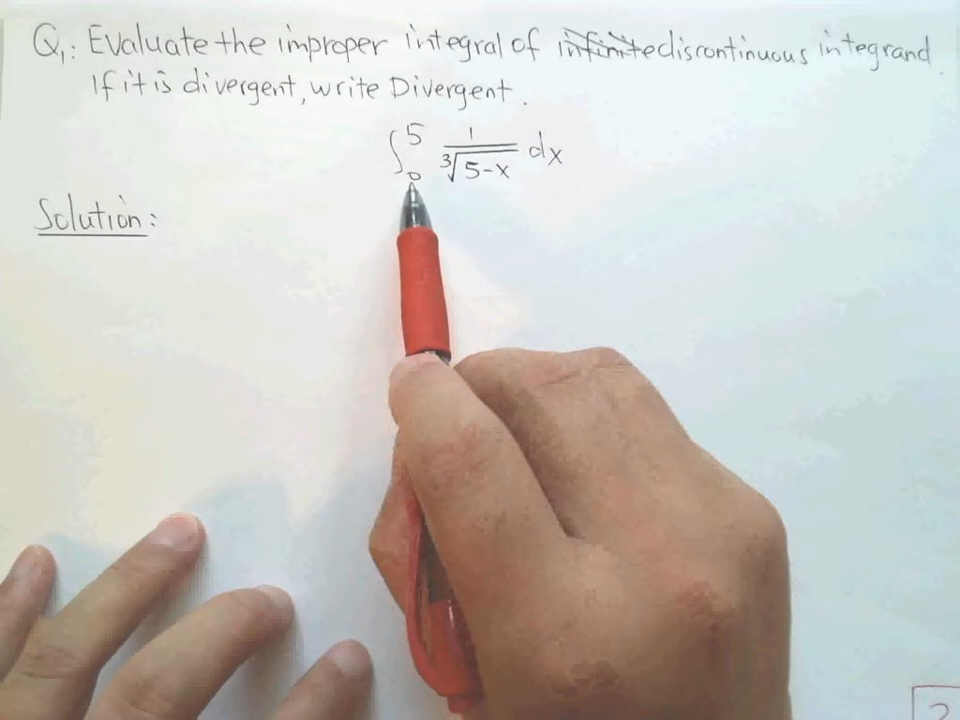 Q₁: Evaluate the improper integral of ~~infinite~~ discontinuous integrand.
If it is divergent, write Divergent.
∫₀⁵ 1/∛(5-x) dx
Solution:
2